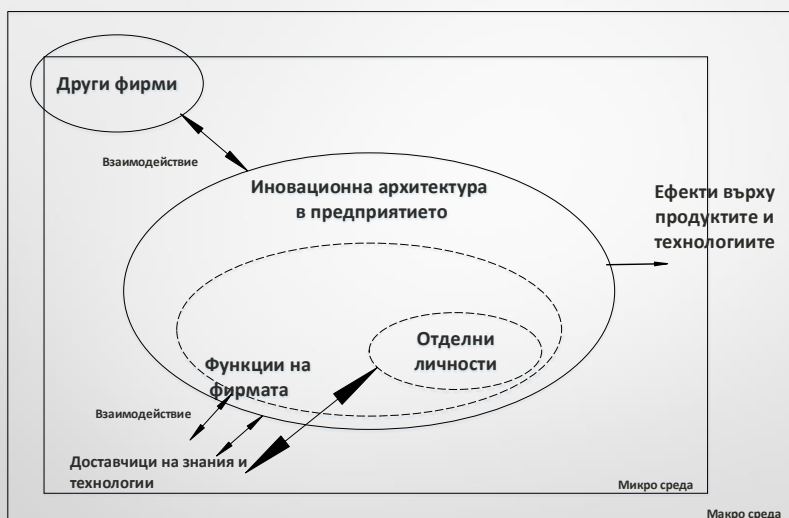 Други фирми
Взаимодействие
Иновационна архитектура
в предприятието
Ефекти върху
продуктите и
технологиите
Отделни
личности
Функции на
фирмата
Взаимодействие
Доставчици на знания и
технологии
Микро среда
Макро среда